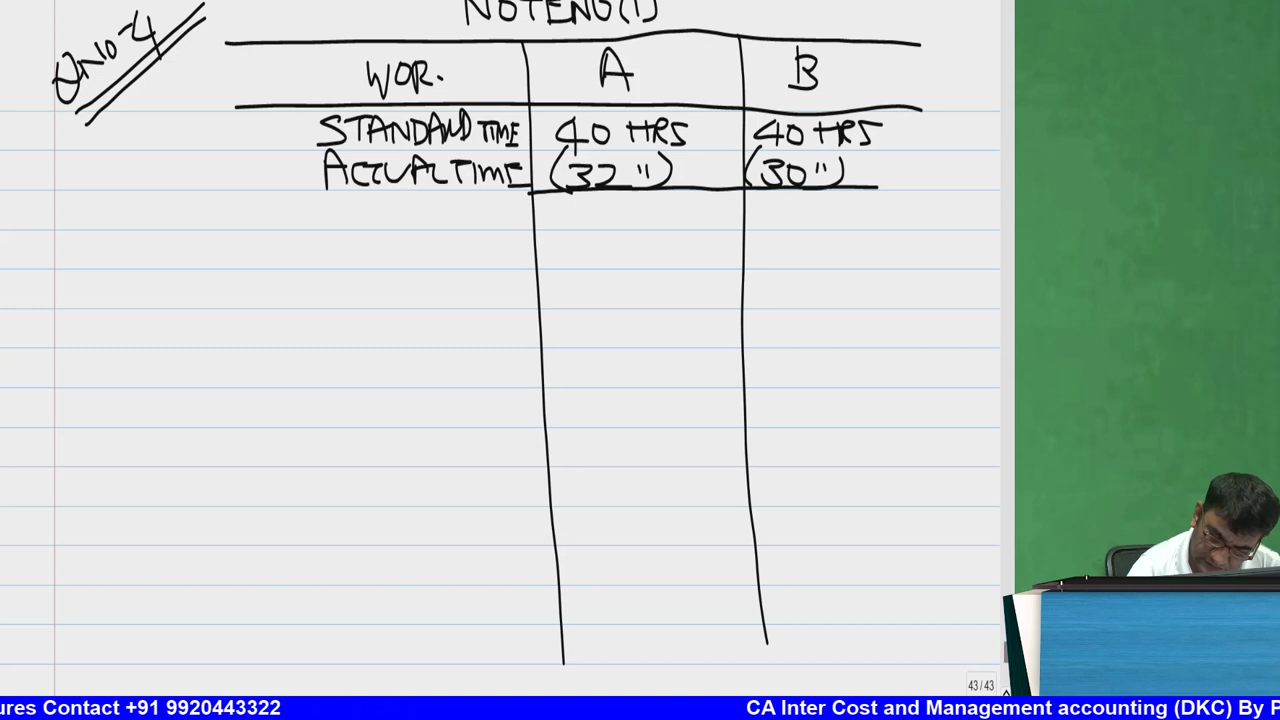 NOTENO(1)
QNO-4
WOR. A B
STANDARD TIME 40 HRS 40 HRS
ACTUAL TIME (32 ") (30 ")
43/43
ures Contact +91 9920443322 CA Inter Cost and Management accounting (DKC) By P